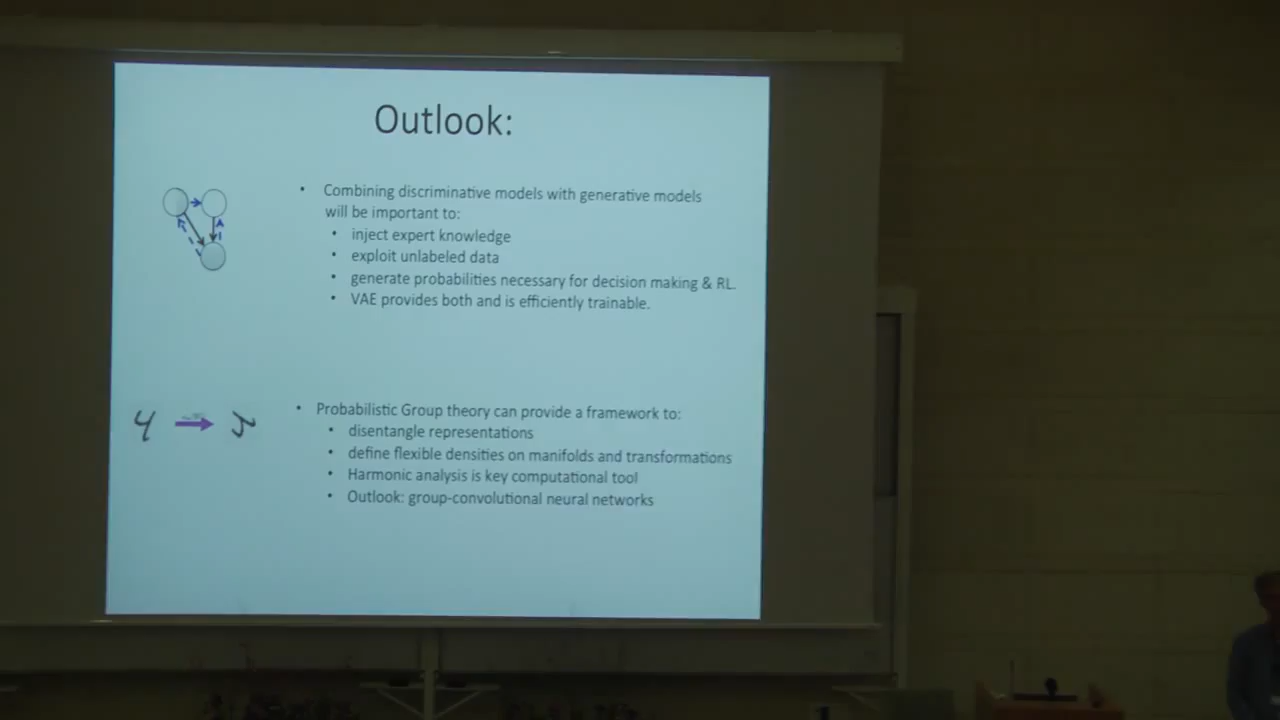 Outlook:
• Combining discriminative models with generative models
will be important to:
• inject expert knowledge
• exploit unlabeled data
• generate probabilities necessary for decision making & RL.
• VAE provides both and is efficiently trainable.
4
• Probabilistic Group theory can provide a framework to:
• disentangle representations
• define flexible densities on manifolds and transformations
• Harmonic analysis is key computational tool
• Outlook: group-convolutional neural networks